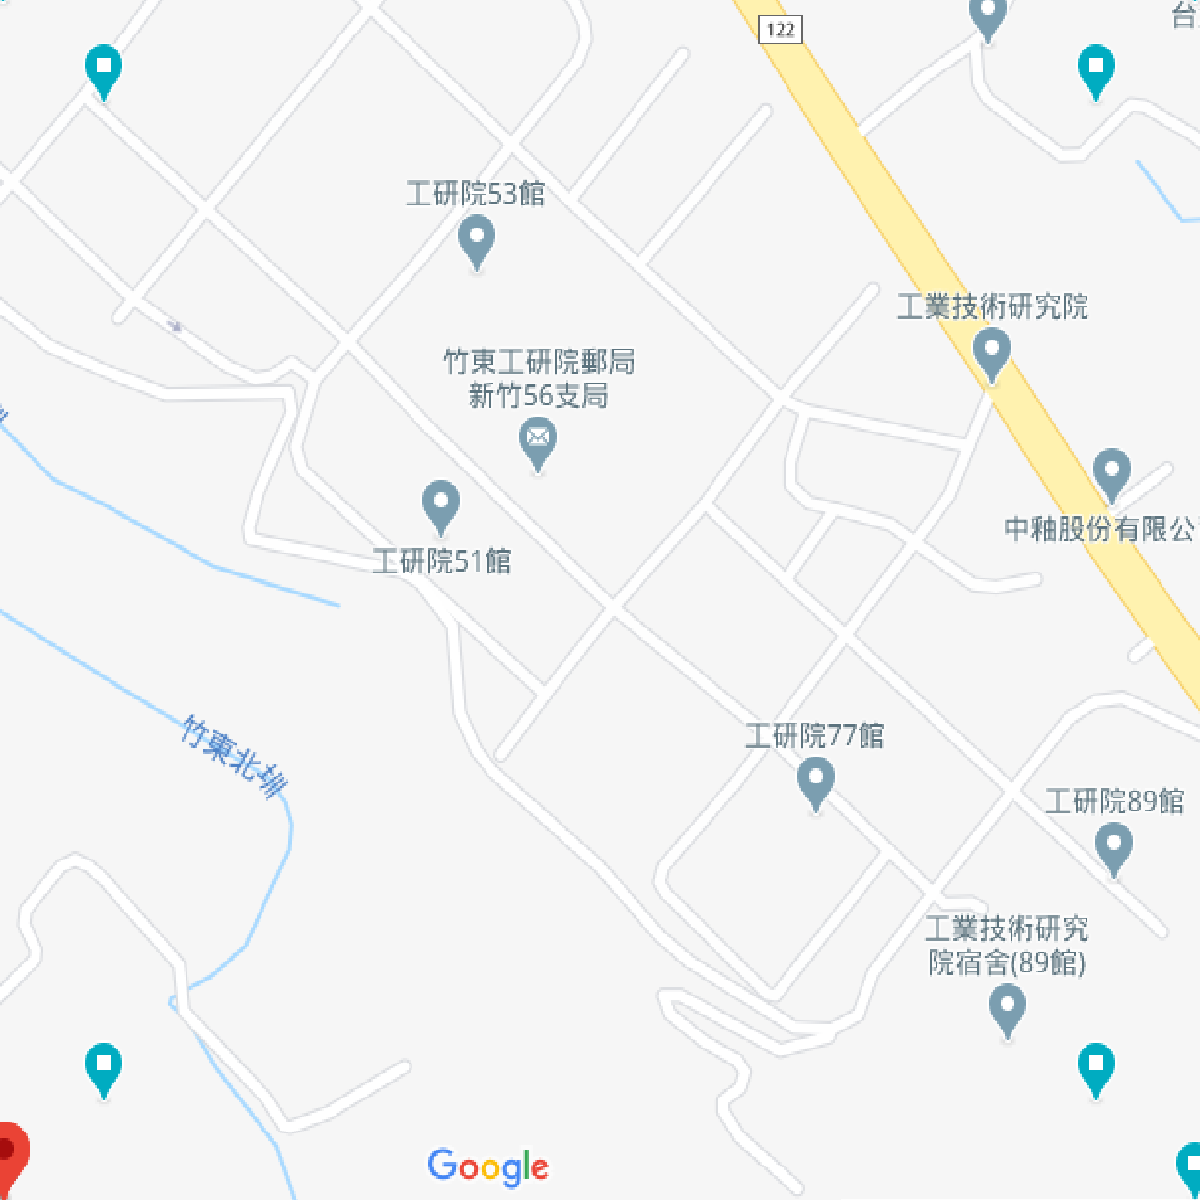 122
台
工研院53館
工業技術研究院
竹東工研院郵局
新竹56支局
中釉股份有限公
工研院51館
竹東北圳
工研院77館
工研院89館
工業技術研究
院宿舍(89館)
Google